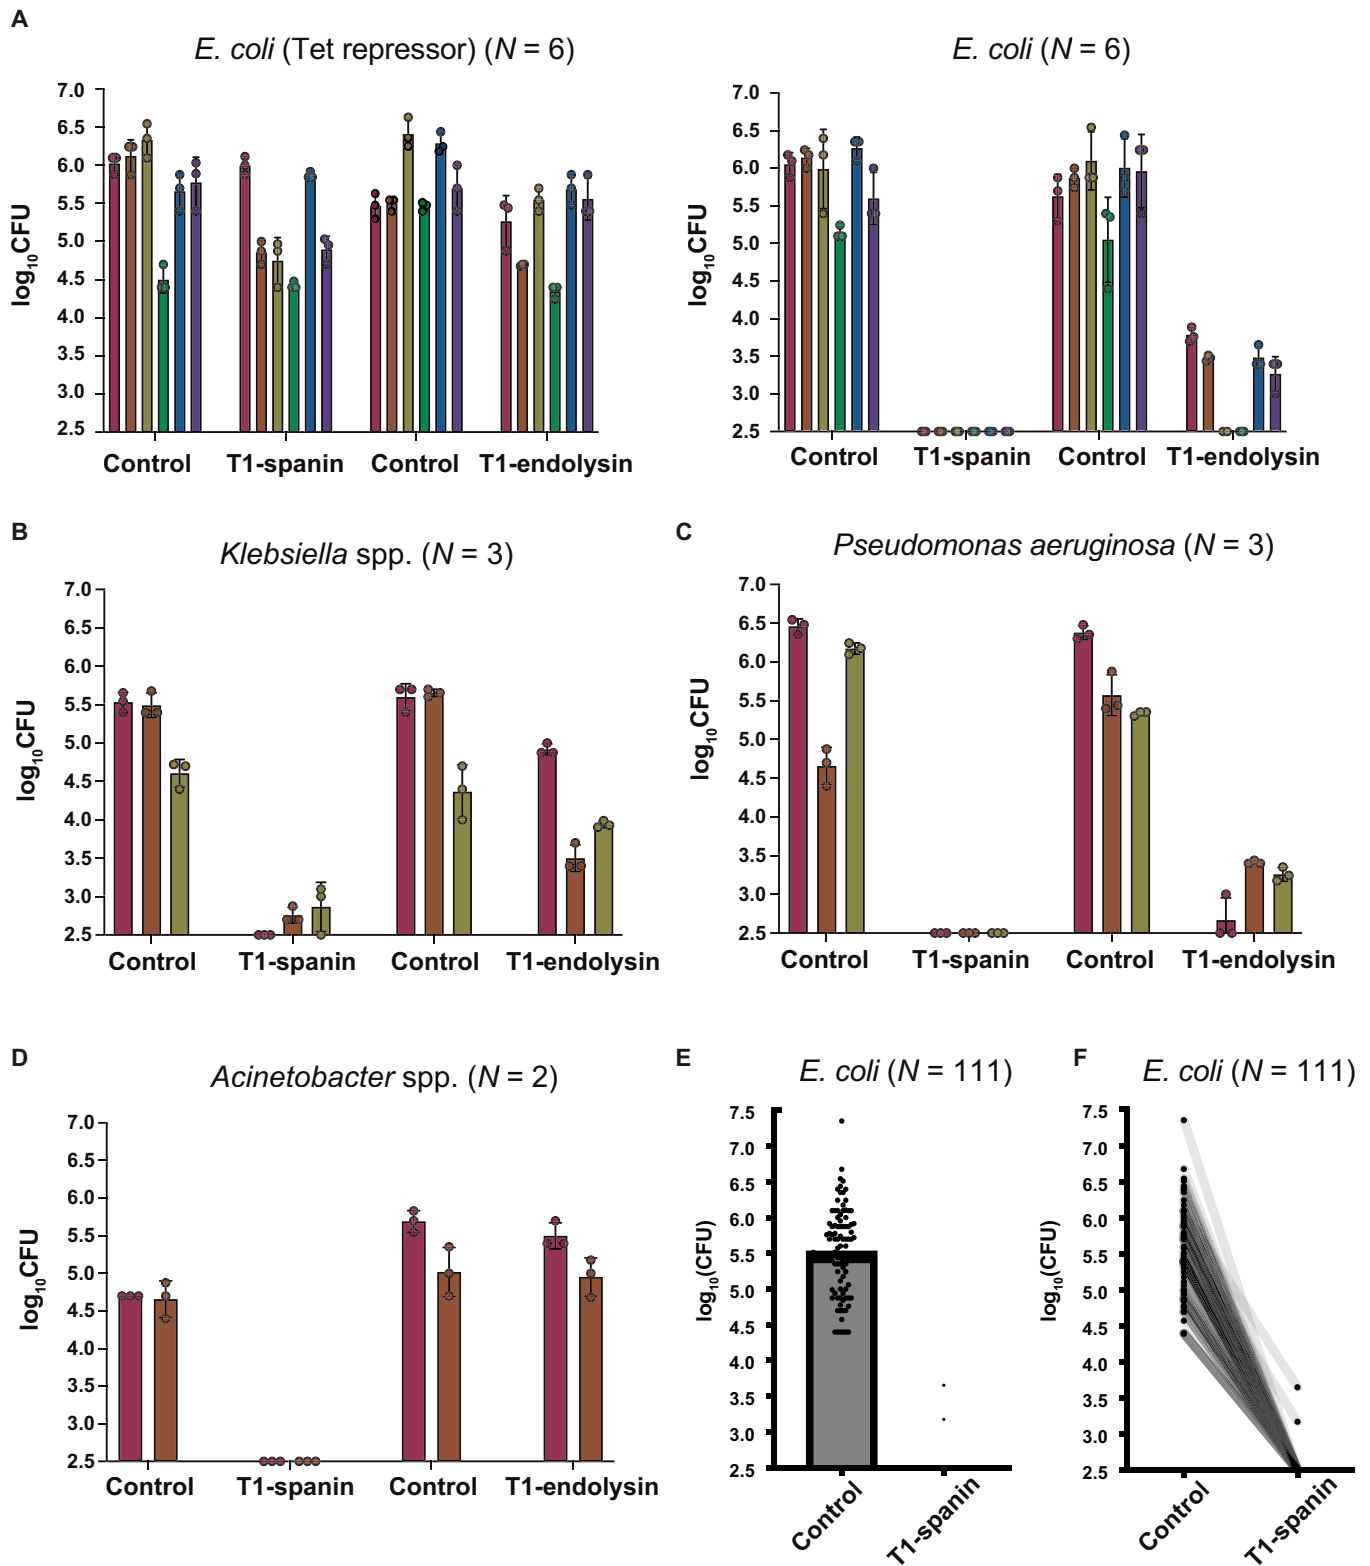 A
E. coli (Tet repressor) (N = 6)
log10CFU
7.0
6.5
6.0
5.5
5.0
4.5
4.0
3.5
3.0
2.5
Control
T1-spanin
Control
T1-endolysin
E. coli (N = 6)
log10CFU
7.0
6.5
6.0
5.5
5.0
4.5
4.0
3.5
3.0
2.5
Control
T1-spanin
Control
T1-endolysin
B
Klebsiella spp. (N = 3)
log10CFU
7.0
6.5
6.0
5.5
5.0
4.5
4.0
3.5
3.0
2.5
Control
T1-spanin
Control
T1-endolysin
C
Pseudomonas aeruginosa (N = 3)
log10CFU
7.0
6.5
6.0
5.5
5.0
4.5
4.0
3.5
3.0
2.5
Control
T1-spanin
Control
T1-endolysin
D
Acinetobacter spp. (N = 2)
log10CFU
7.0
6.5
6.0
5.5
5.0
4.5
4.0
3.5
3.0
2.5
Control
T1-spanin
Control
T1-endolysin
E
E. coli (N = 111)
log10(CFU)
7.5
7.0
6.5
6.0
5.5
5.0
4.5
4.0
3.5
3.0
2.5
Control
T1-spanin
F
E. coli (N = 111)
log10(CFU)
7.5
7.0
6.5
6.0
5.5
5.0
4.5
4.0
3.5
3.0
2.5
Control
T1-spanin